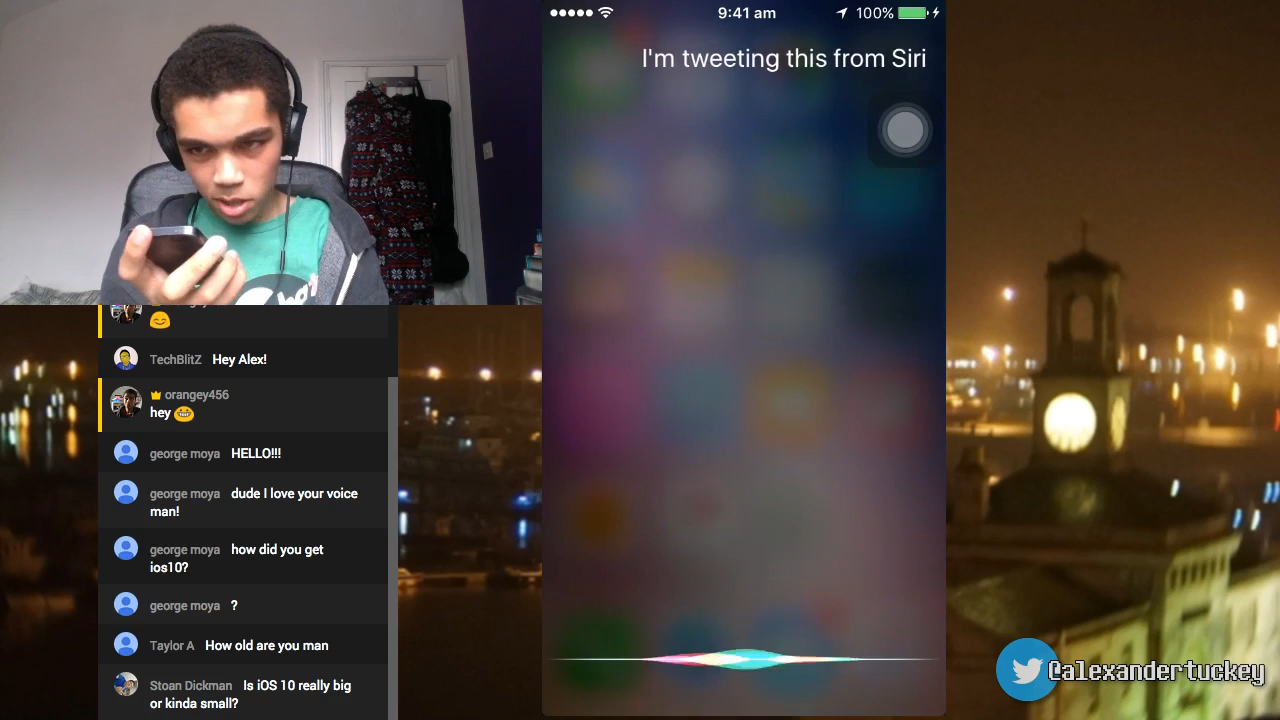 9:41 am
100%
I'm tweeting this from Siri
TechBlitZ Hey Alex!
orangey456
hey
george moya HELLO!!!
george moya dude I love your voice
man!
george moya how did you get
ios10?
george moya ?
Taylor A How old are you man
Stoan Dickman Is iOS 10 really big
or kinda small?
@alexandertuckey